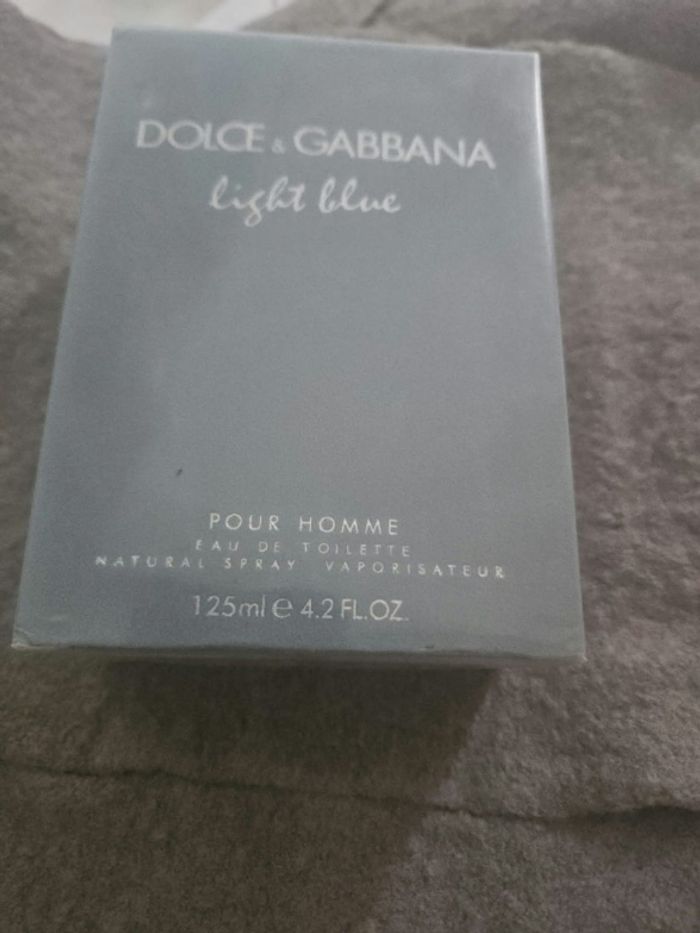 DOLCE & GABBANA
light blue
POUR HOMME
EAU DE TOILETTE
NATURAL SPRAY VAPORISATEUR
125ml e 4.2 FL.OZ.